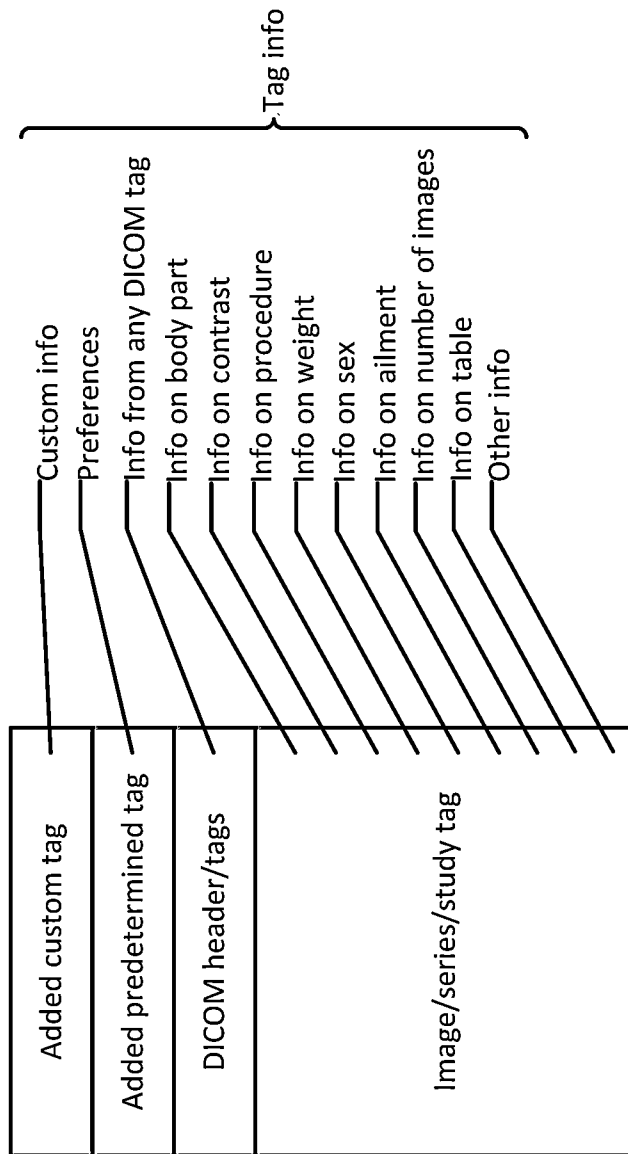 Added custom tag
Added predetermined tag
DICOM header/tags
Image/series/study tag
Custom info
Preferences
Info from any DICOM tag
Info on body part
Info on contrast
Info on procedure
Info on weight
Info on sex
Info on ailment
Info on number of images
Info on table
Other info
Tag info